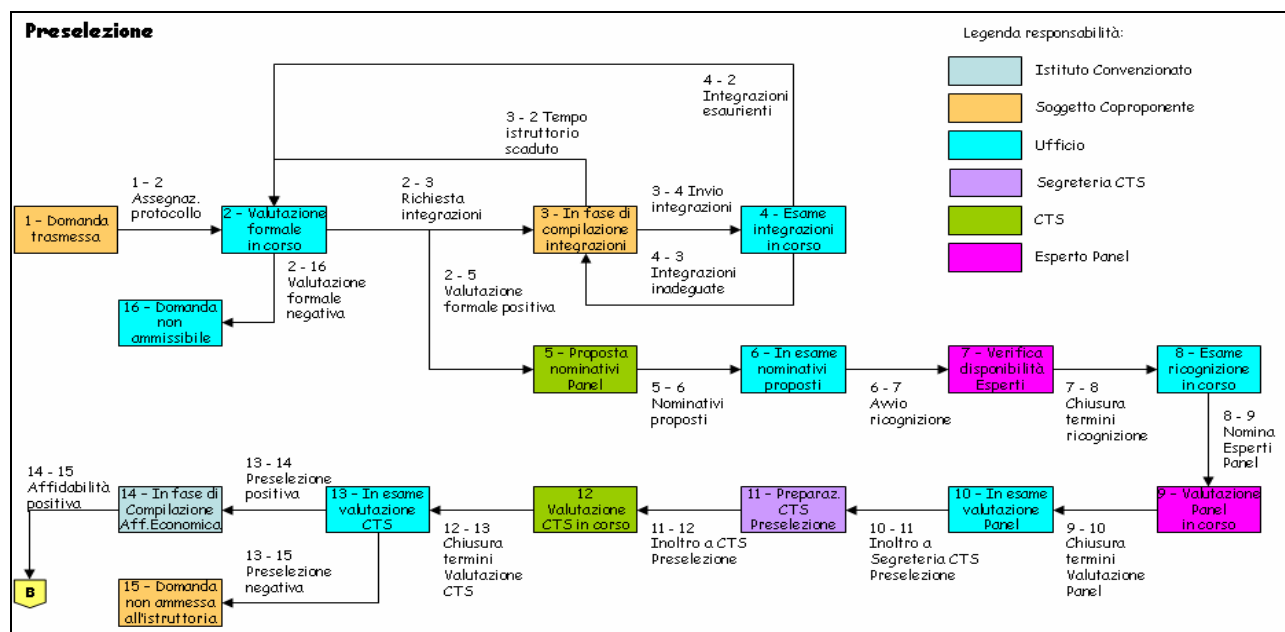 Preselezione
Legenda responsabilità:
Istituto Convenzionato
Soggetto Coproponente
Ufficio
Segreteria CTS
CTS
Esperto Panel
4 - 2
Integrazioni
esaurienti
3 - 2 Tempo
istruttorio
scaduto
1 - 2
Assegnaz.
protocollo
2 - 3
Richiesta
integrazioni
3 - 4 Invio
integrazioni
1 - Domanda
trasmessa
2 - Valutazione
formale
in corso
3 - In fase di
compilazione
integrazioni
4 - Esame
integrazioni
in corso
2 - 16
Valutazione
formale
negativa
2 - 5
Valutazione
formale positiva
4 - 3
Integrazioni
inadeguate
16 - Domanda
non
ammissibile
5 - Proposta
nominativi
Panel
6 - In esame
nominativi
proposti
7 - Verifica
disponibilità
Esperti
8 - Esame
ricognizione
in corso
5 - 6
Nominativi
proposti
6 - 7
Avvio
ricognizione
7 - 8
Chiusura
termini
ricognizione
8 - 9
Nomina
Esperti
Panel
14 - 15
Affidabilità
positiva
13 - 14
Preselezione
positiva
14 - In fase di
Compilazione
Aff.Economica
13 - In esame
valutazione
CTS
12
Valutazione
CTS in corso
11 - Preparaz.
CTS
Preselezione
10 - In esame
valutazione
Panel
9 - Valutazione
Panel
in corso
13 - 15
Preselezione
negativa
12 - 13
Chiusura
termini
Valutazione
CTS
11 - 12
Inoltro a CTS
Preselezione
10 - 11
Inoltro a
Segreteria CTS
Preselezione
9 - 10
Chiusura
termini
Valutazione
Panel
B
15 - Domanda
non ammessa
all'istruttoria